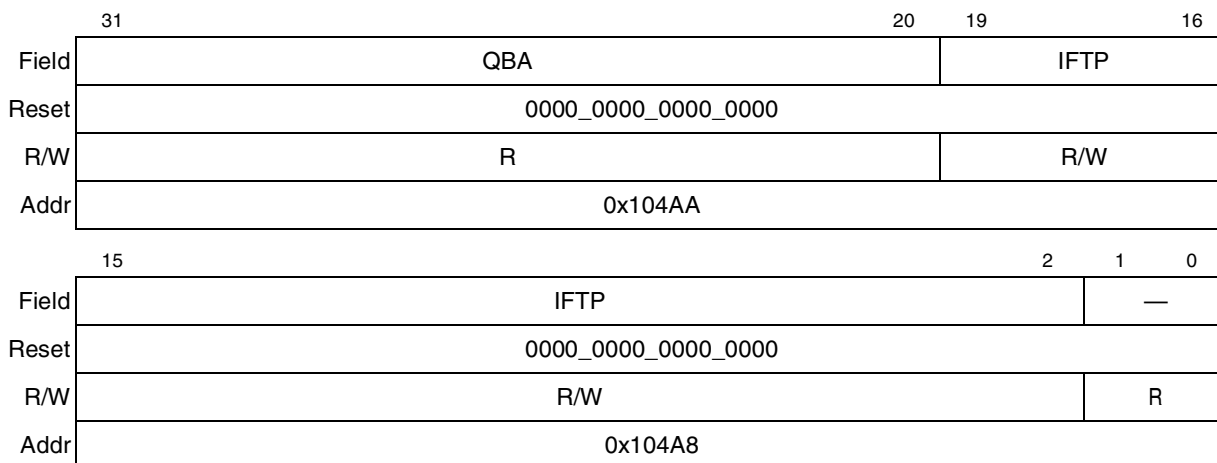 31 20 19 16
Field QBA IFTP
Reset 0000_0000_0000_0000
R/W R R/W
Addr 0x104AA
15 2 1 0
Field IFTP —
Reset 0000_0000_0000_0000
R/W R/W R
Addr 0x104A8